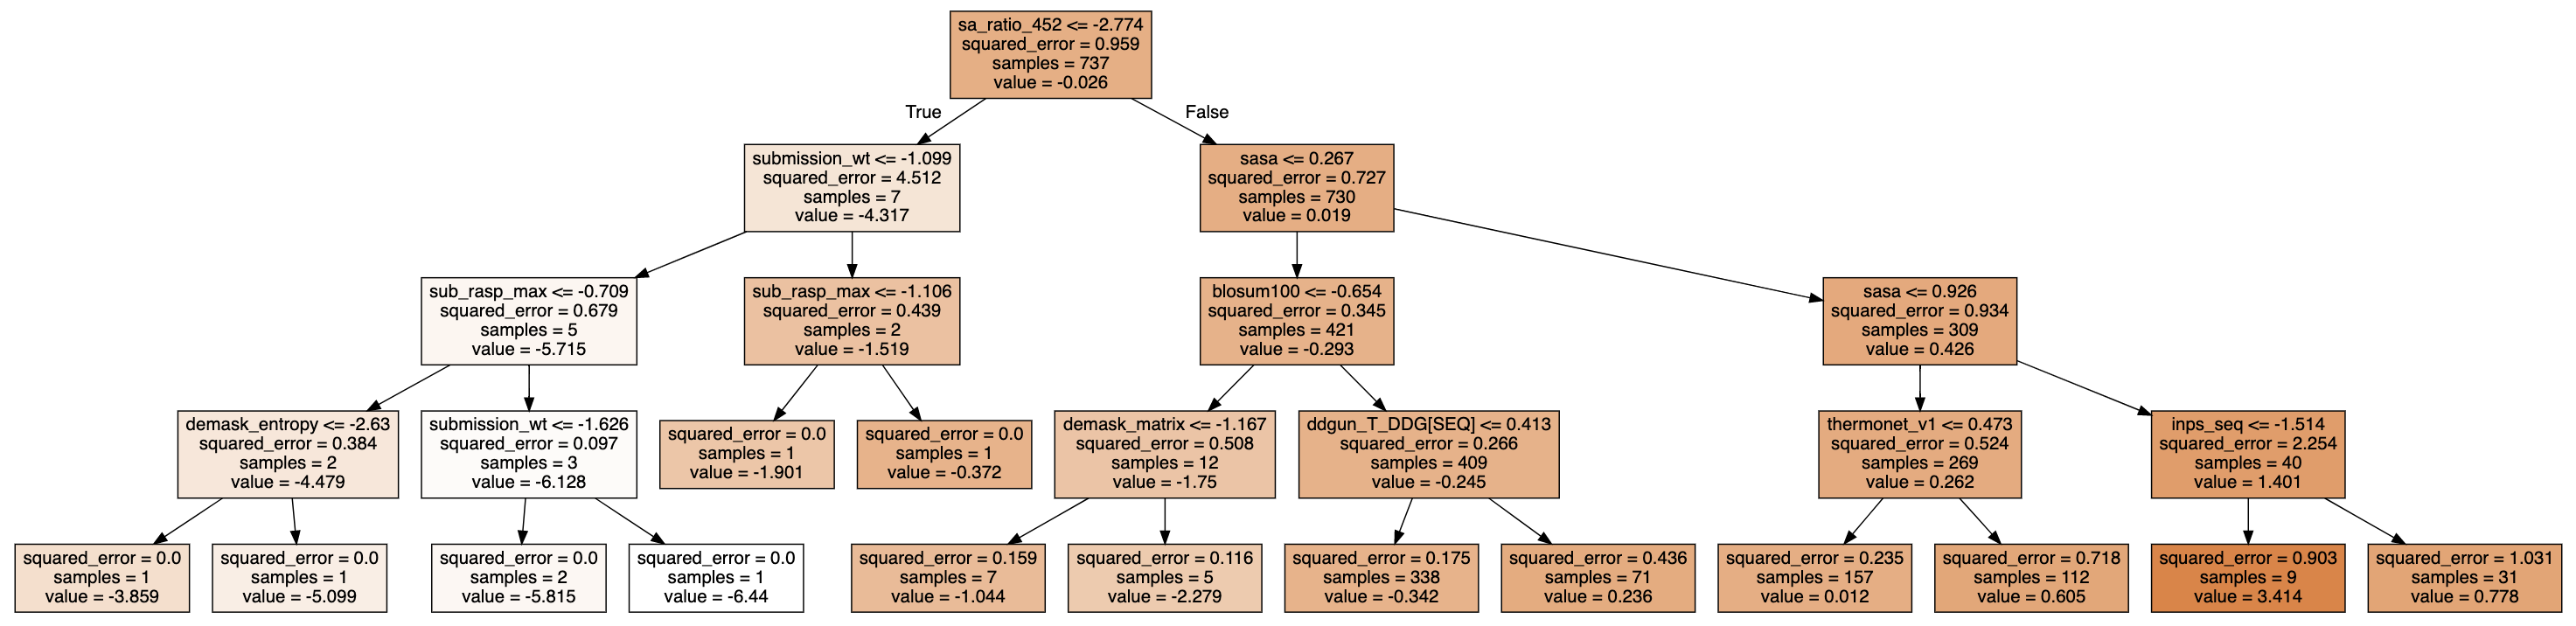 sa_ratio_452 <= -2.774
squared_error = 0.959
samples = 737
value = -0.026
True
False
submission_wt <= -1.099
squared_error = 4.512
samples = 7
value = -4.317
sasa <= 0.267
squared_error = 0.727
samples = 730
value = 0.019
sub_rasp_max <= -0.709
squared_error = 0.679
samples = 5
value = -5.715
sub_rasp_max <= -1.106
squared_error = 0.439
samples = 2
value = -1.519
blosum100 <= -0.654
squared_error = 0.345
samples = 421
value = -0.293
sasa <= 0.926
squared_error = 0.934
samples = 309
value = 0.426
demask_entropy <= -2.63
squared_error = 0.384
samples = 2
value = -4.479
submission_wt <= -1.626
squared_error = 0.097
samples = 3
value = -6.128
squared_error = 0.0
samples = 1
value = -1.901
squared_error = 0.0
samples = 1
value = -0.372
demask_matrix <= -1.167
squared_error = 0.508
samples = 12
value = -1.75
ddgun_T_DDG[SEQ] <= 0.413
squared_error = 0.266
samples = 409
value = -0.245
thermonet_v1 <= 0.473
squared_error = 0.524
samples = 269
value = 0.262
inps_seq <= -1.514
squared_error = 2.254
samples = 40
value = 1.401
squared_error = 0.0
samples = 1
value = -3.859
squared_error = 0.0
samples = 1
value = -5.099
squared_error = 0.0
samples = 2
value = -5.815
squared_error = 0.0
samples = 1
value = -6.44
squared_error = 0.159
samples = 7
value = -1.044
squared_error = 0.116
samples = 5
value = -2.279
squared_error = 0.175
samples = 338
value = -0.342
squared_error = 0.436
samples = 71
value = 0.236
squared_error = 0.235
samples = 157
value = 0.012
squared_error = 0.718
samples = 112
value = 0.605
squared_error = 0.903
samples = 9
value = 3.414
squared_error = 1.031
samples = 31
value = 0.778